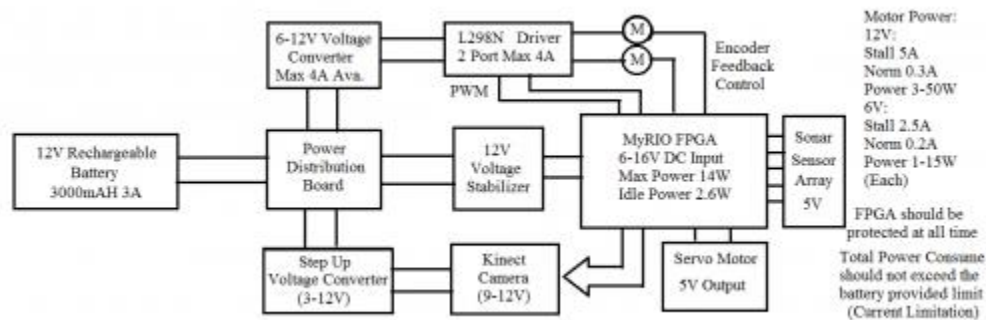 6-12V Voltage
Converter
Max 4A Ava.
L298N Driver
2 Port Max 4A
M
M
PWM
Encoder
Feedback
Control
Motor Power:
12V:
Stall 5A
Norm 0.3A
Power 3-50W
6V:
Stall 2.5A
Norm 0.2A
Power 1-15W
(Each)
12V Rechargeable
Battery
3000mAH 3A
Power
Distribution
Board
12V
Voltage
Stabilizer
MyRIO FPGA
6-16V DC Input
Max Power 14W
Idle Power 2.6W
Sonar
Sensor
Array
5V
FPGA should be
protected at all time
Step Up
Voltage Converter
(3-12V)
Kinect
Camera
(9-12V)
Servo Motor
5V Output
Total Power Consume
should not exceed the
battery provided limit
(Current Limitation)